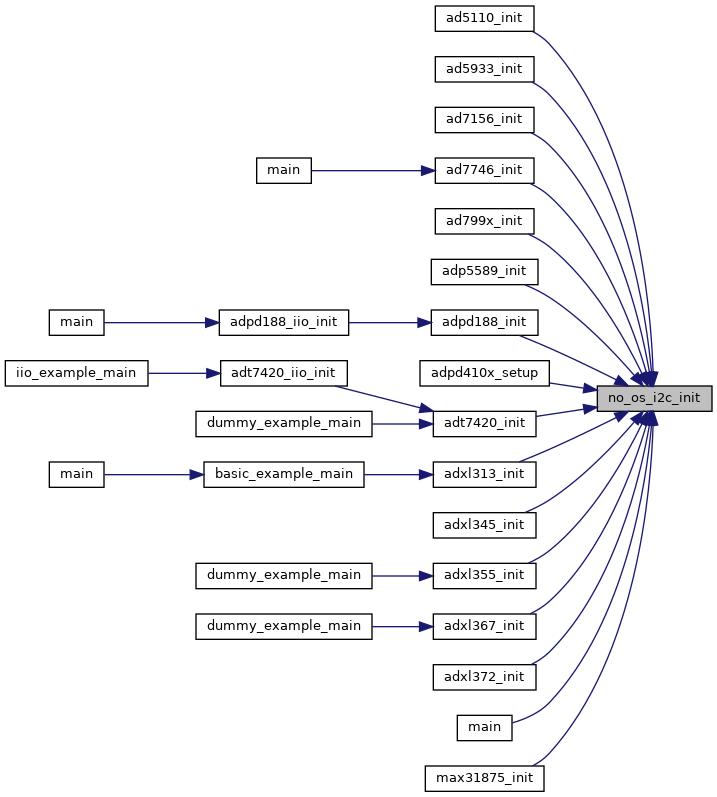 ad5110_init
ad5933_init
ad7156_init
main
ad7746_init
ad799x_init
adp5589_init
main
adpd188_iio_init
adpd188_init
iio_example_main
adt7420_iio_init
adpd410x_setup
no_os_i2c_init
dummy_example_main
adt7420_init
main
basic_example_main
adxl313_init
adxl345_init
dummy_example_main
adxl355_init
dummy_example_main
adxl367_init
adxl372_init
main
max31875_init